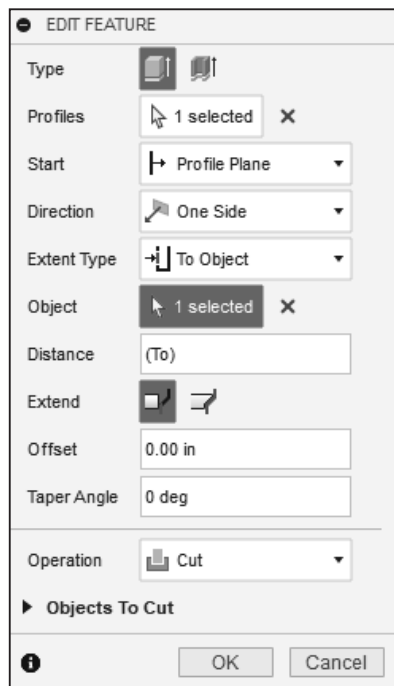 EDIT FEATURE
Type
Profiles 1 selected
Start Profile Plane
Direction One Side
Extent Type To Object
Object 1 selected
Distance (To)
Extend
Offset 0.00 in
Taper Angle 0 deg
Operation Cut
Objects To Cut
OK Cancel